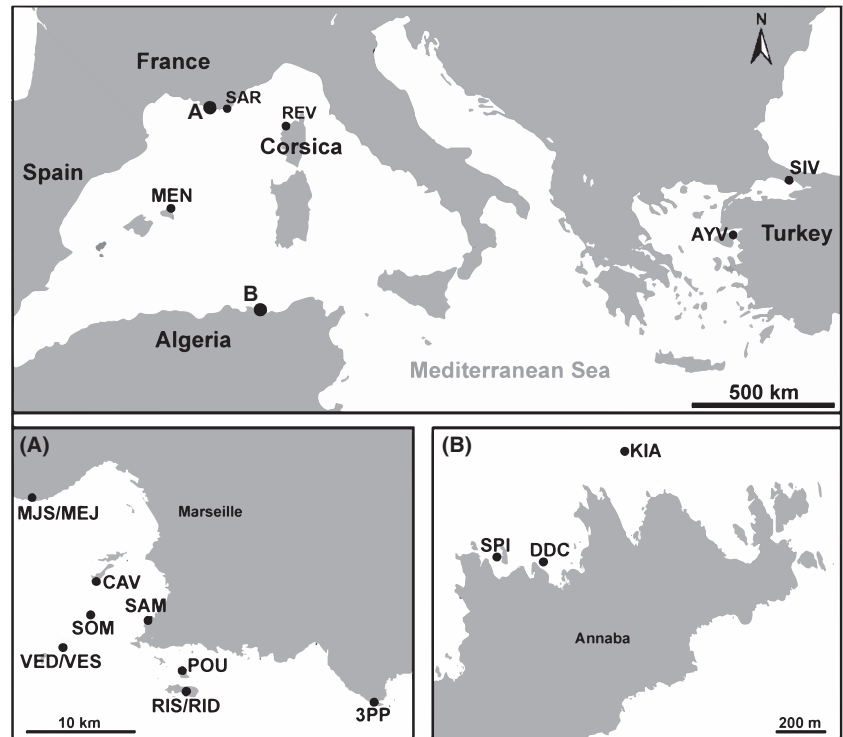 N
France
A
SAR
REV
Corsica
Spain
MEN
SIV
AYV
Turkey
B
Algeria
Mediterranean Sea
500 km
(A)
MJS/MEJ
Marseille
CAV
SAM
SOM
VED/VES
POU
RIS/RID
3PP
10 km
(B)
KIA
SPI
DDC
Annaba
200 m